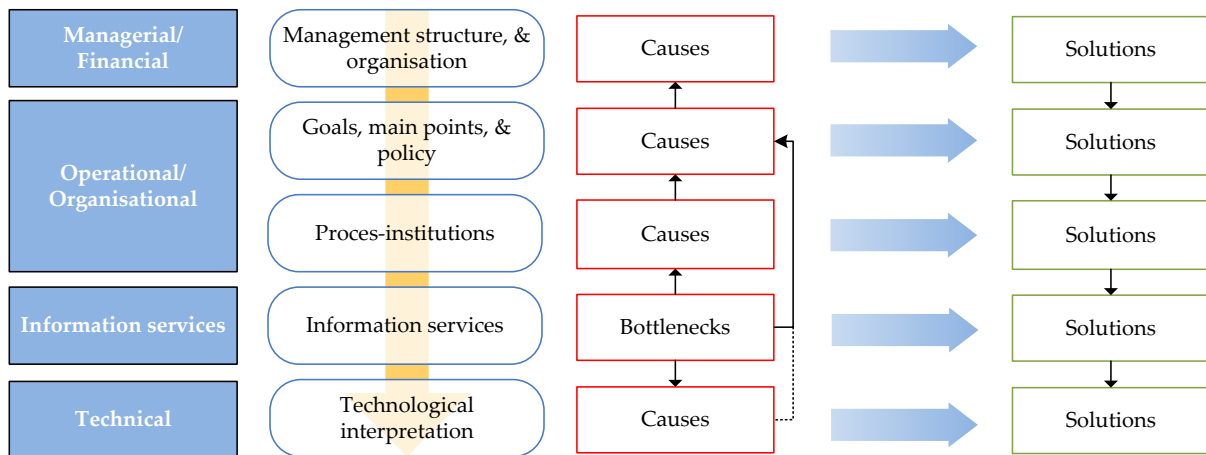 Managerial/
Financial
Management structure, &
organisation
Causes
Solutions
Operational/
Organisational
Goals, main points, &
policy
Causes
Solutions
Proces-institutions
Causes
Solutions
Information services
Information services
Bottlenecks
Solutions
Technical
Technological
interpretation
Causes
Solutions